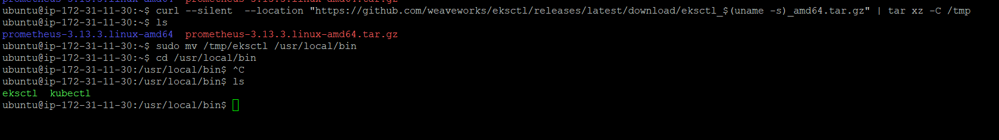 ubuntu@ip-172-31-11-30:~$ curl --silent  --location "https://github.com/weaveworks/eksctl/releases/latest/download/eksctl_$(uname -s)_amd64.tar.gz" | tar xz -C /tmp
ubuntu@ip-172-31-11-30:~$ ls
prometheus-3.13.3.linux-amd64  prometheus-3.13.3.linux-amd64.tar.gz
ubuntu@ip-172-31-11-30:~$ sudo mv /tmp/eksctl /usr/local/bin
ubuntu@ip-172-31-11-30:~$ cd /usr/local/bin
ubuntu@ip-172-31-11-30:/usr/local/bin$ ^C
ubuntu@ip-172-31-11-30:/usr/local/bin$ ls
eksctl  kubectl
ubuntu@ip-172-31-11-30:/usr/local/bin$